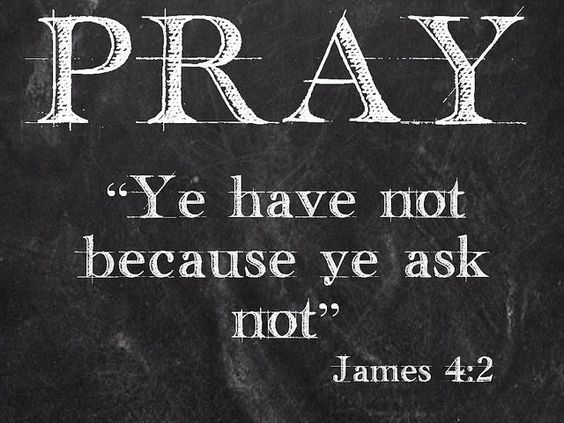 PRAY
“Ye have not
because ye ask
not”
James 4:2